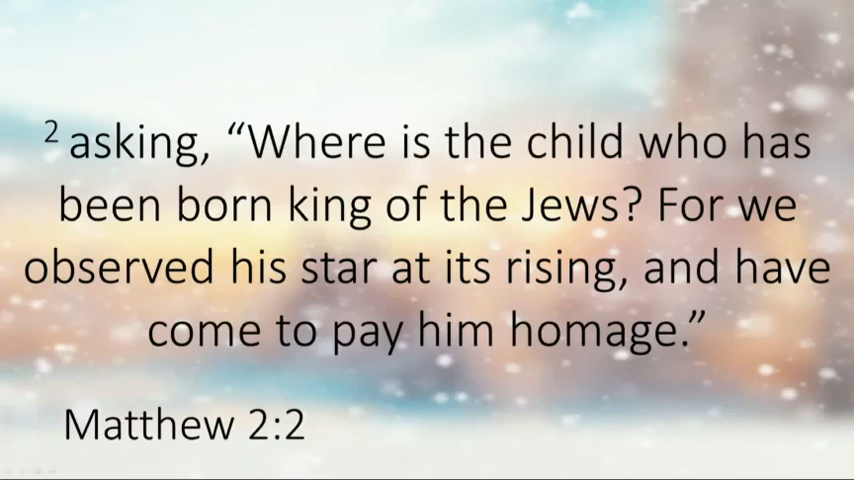 2 asking, “Where is the child who has
been born king of the Jews? For we
observed his star at its rising, and have
come to pay him homage.”
Matthew 2:2